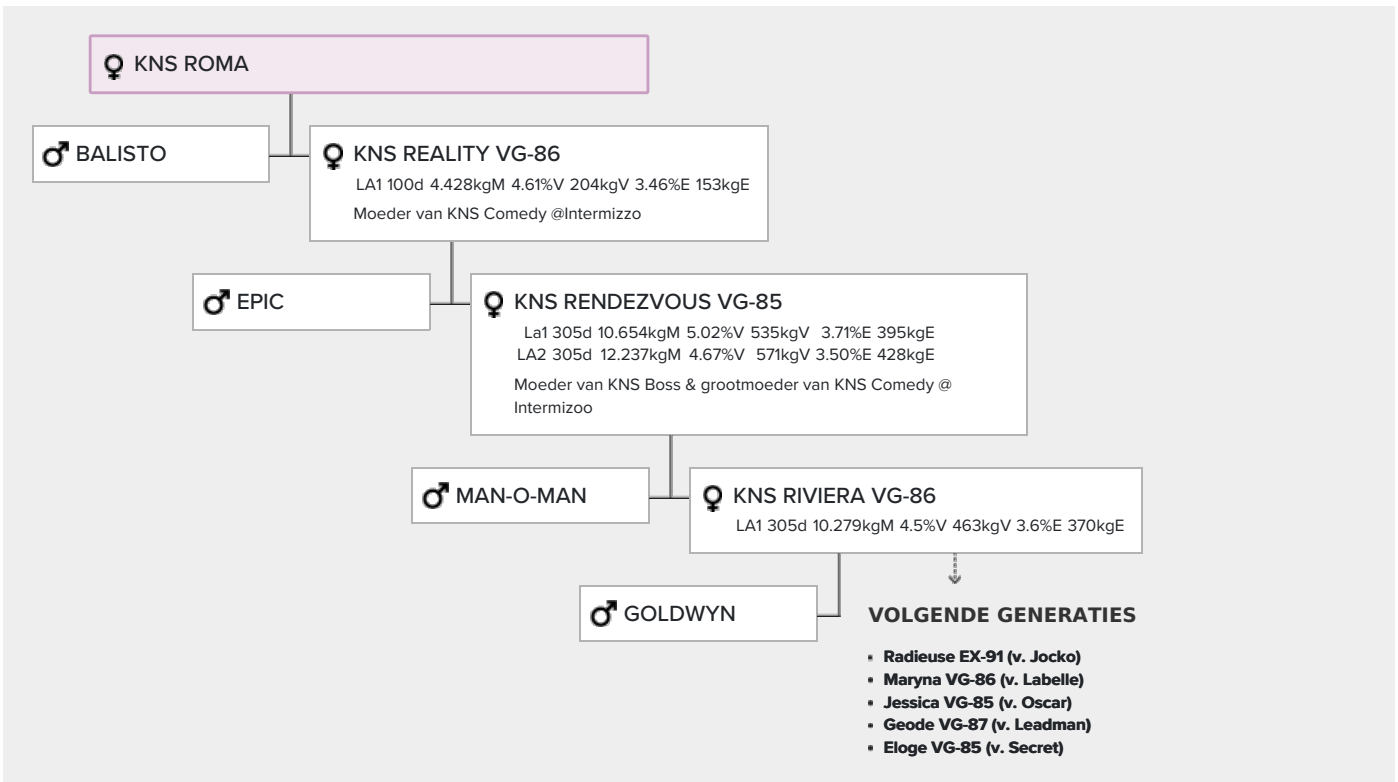 KNS ROMA
BALISTO
KNS REALITY VG-86
LA1 100d 4.428kgM 4.61%V 204kgV 3.46%E 153kgE
Moeder van KNS Comedy @Intermizzo
EPIC
KNS RENDEZVOUS VG-85
La1 305d 10.654kgM 5.02%V 535kgV 3.71%E 395kgE
LA2 305d 12.237kgM 4.67%V 571kgV 3.50%E 428kgE
Moeder van KNS Boss & grootmoeder van KNS Comedy @
Intermizoo
MAN-O-MAN
KNS RIVIERA VG-86
LA1 305d 10.279kgM 4.5%V 463kgV 3.6%E 370kgE
GOLDWYN
VOLGENDE GENERATIES
• Radieuse EX-91 (v. Jocko)
• Maryna VG-86 (v. Labelle)
• Jessica VG-85 (v. Oscar)
• Geode VG-87 (v. Leadman)
• Eloge VG-85 (v. Secret)